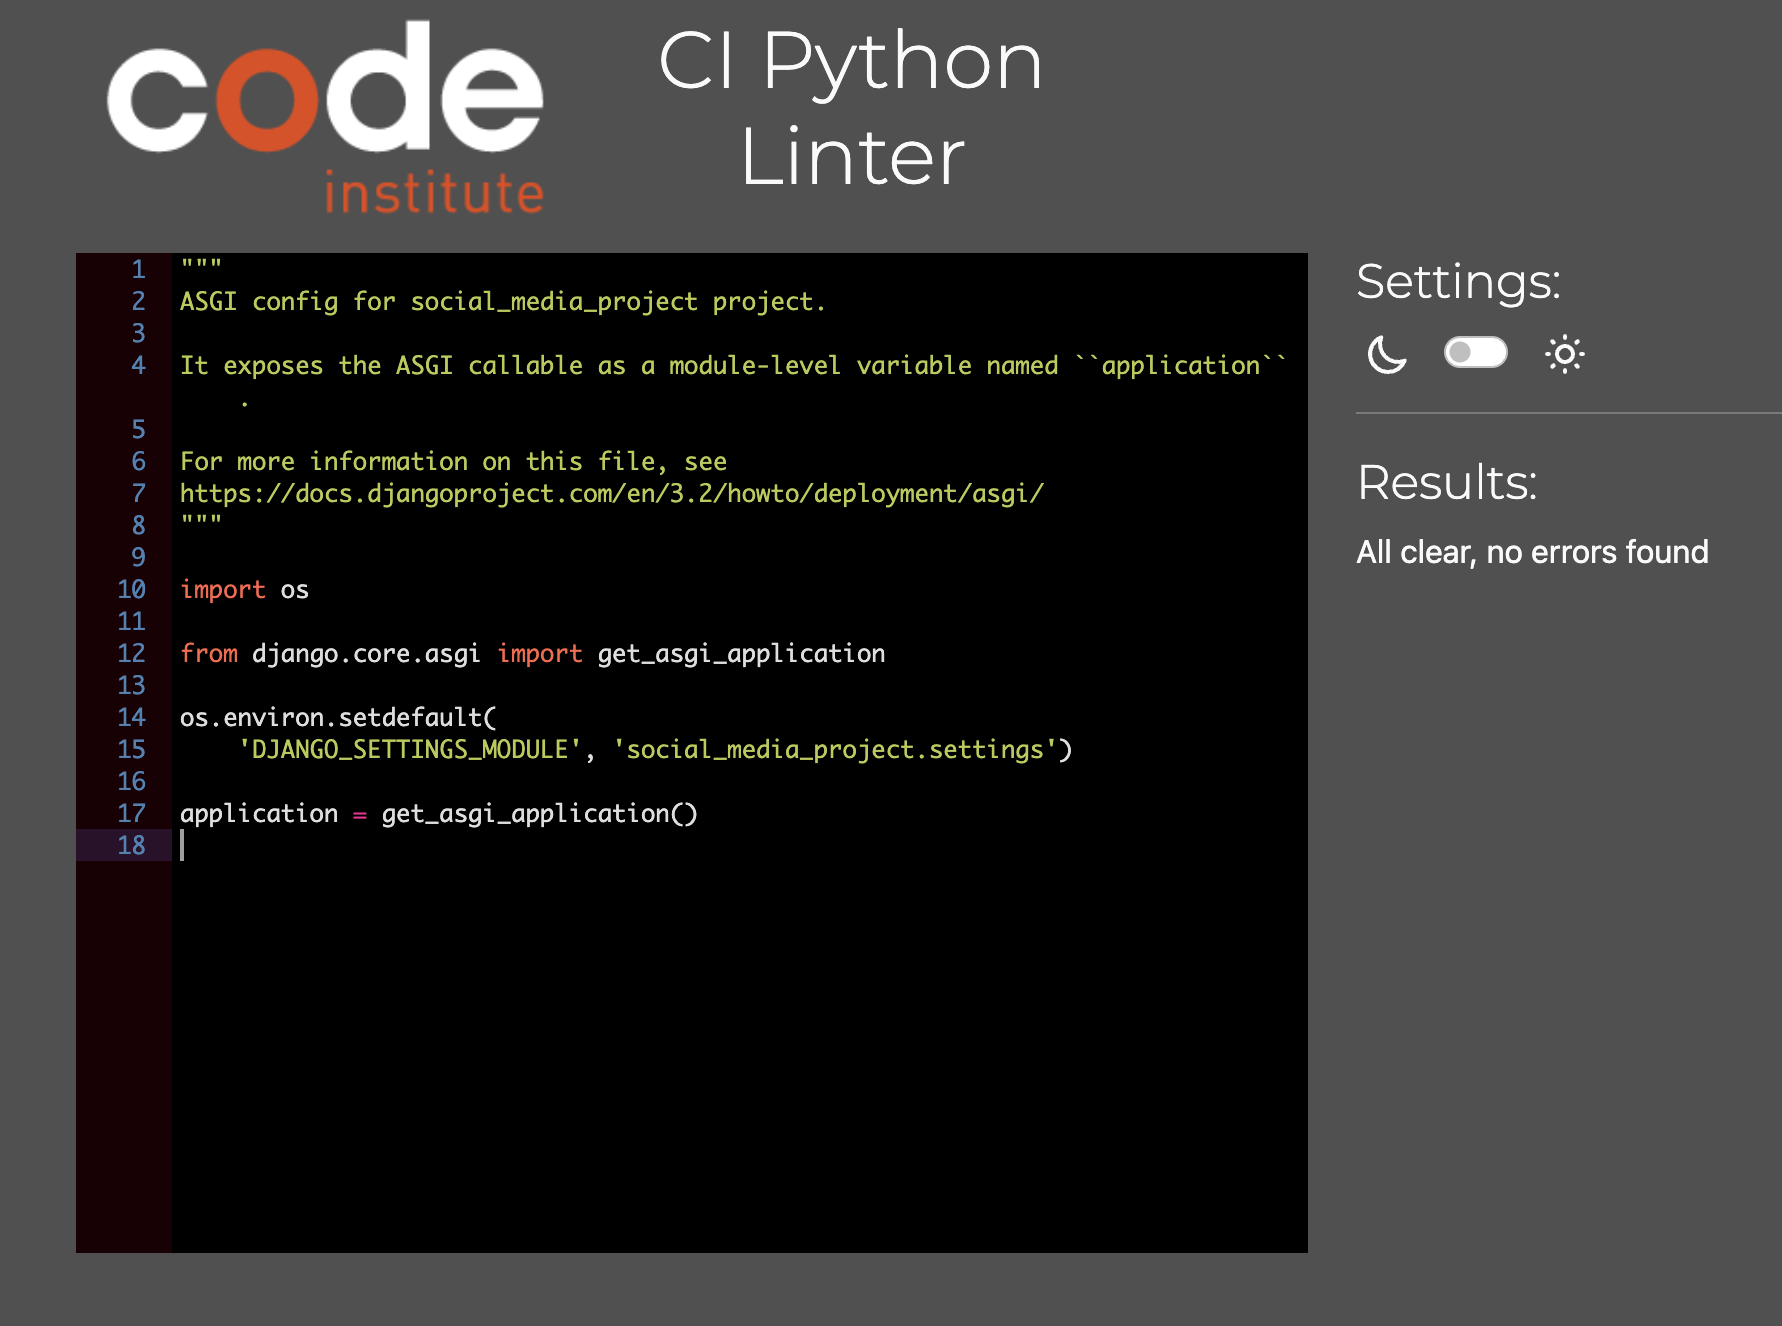 code
institute
CI Python
Linter
1 """
2 ASGI config for social_media_project project.
3
4 It exposes the ASGI callable as a module-level variable named ``application``
.
5
6 For more information on this file, see
7 https://docs.djangoproject.com/en/3.2/howto/deployment/asgi/
8 """
9
10 import os
11
12 from django.core.asgi import get_asgi_application
13
14 os.environ.setdefault(
15     'DJANGO_SETTINGS_MODULE', 'social_media_project.settings')
16
17 application = get_asgi_application()
18
Settings:
Results:
All clear, no errors found